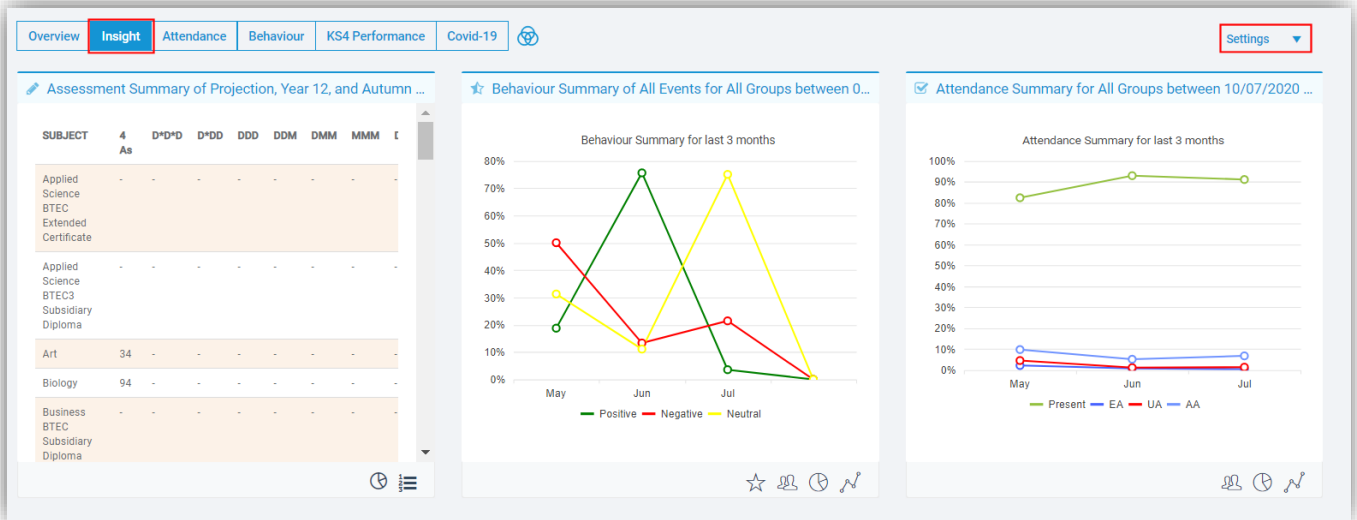 Overview Insight Attendance Behaviour KS4 Performance Covid-19
Settings
Assessment Summary of Projection, Year 12, and Autumn ...
SUBJECT 4 As D*D*D D*DD DDD DDM DMM MMM D
Applied - - - - - - - -
Science
BTEC
Extended
Certificate
Applied - - - - - - - -
Science
BTEC3
Subsidiary
Diploma
Art 34 - - - - - - -
Biology 94 - - - - - - -
Business - - - - - - - -
BTEC
Subsidiary
Diploma
Behaviour Summary of All Events for All Groups between 0...
Behaviour Summary for last 3 months
80%
70%
60%
50%
40%
30%
20%
10%
0%
May Jun Jul
Positive Negative Neutral
Attendance Summary for All Groups between 10/07/2020 ...
Attendance Summary for last 3 months
100%
90%
80%
70%
60%
50%
40%
30%
20%
10%
0%
May Jun Jul
Present EA UA AA